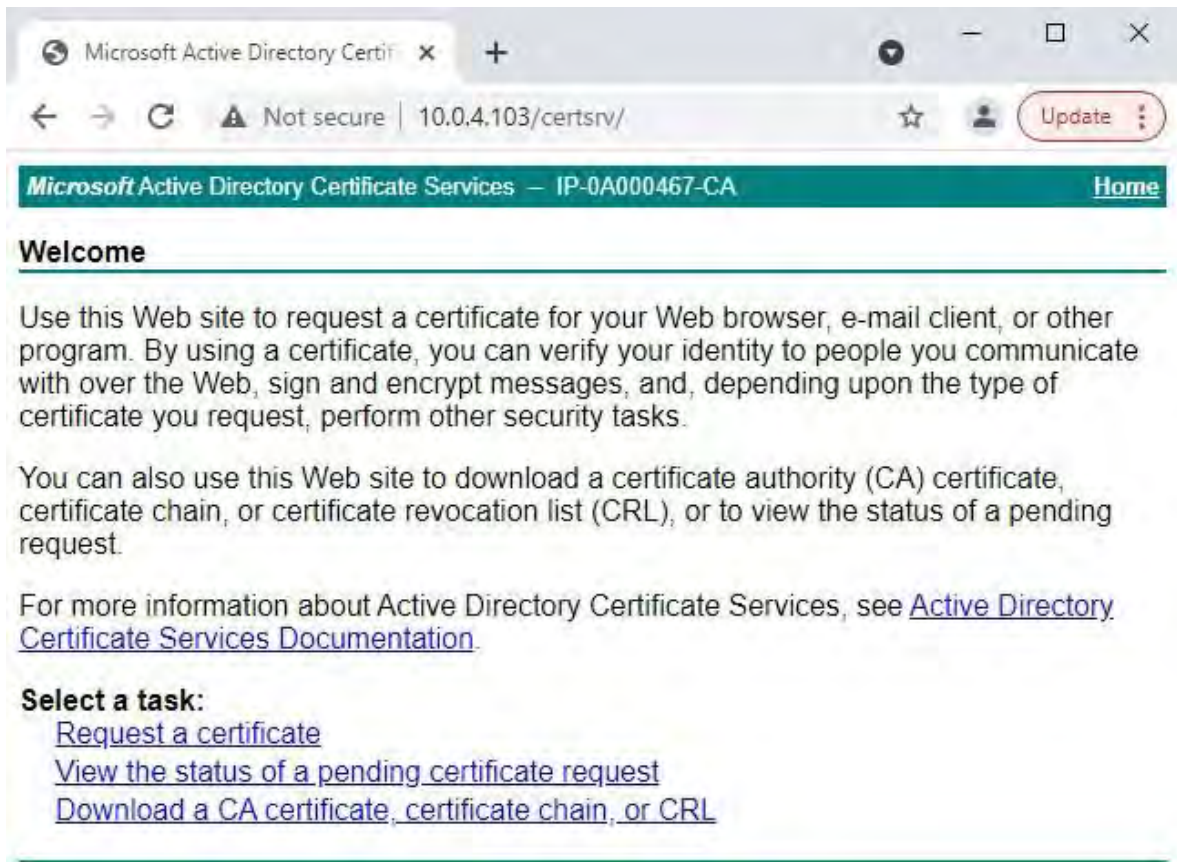 Microsoft Active Directory Certif
Not secure | 10.0.4.103/certsrv/
Update
Microsoft Active Directory Certificate Services – IP-0A000467-CA
Home
Welcome
Use this Web site to request a certificate for your Web browser, e-mail client, or other
program. By using a certificate, you can verify your identity to people you communicate
with over the Web, sign and encrypt messages, and, depending upon the type of
certificate you request, perform other security tasks.
You can also use this Web site to download a certificate authority (CA) certificate,
certificate chain, or certificate revocation list (CRL), or to view the status of a pending
request.
For more information about Active Directory Certificate Services, see Active Directory
Certificate Services Documentation.
Select a task:
Request a certificate
View the status of a pending certificate request
Download a CA certificate, certificate chain, or CRL